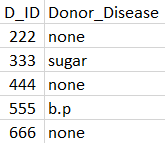 D_ID Donor_Disease
222 none
333 sugar
444 none
555 b.p
666 none